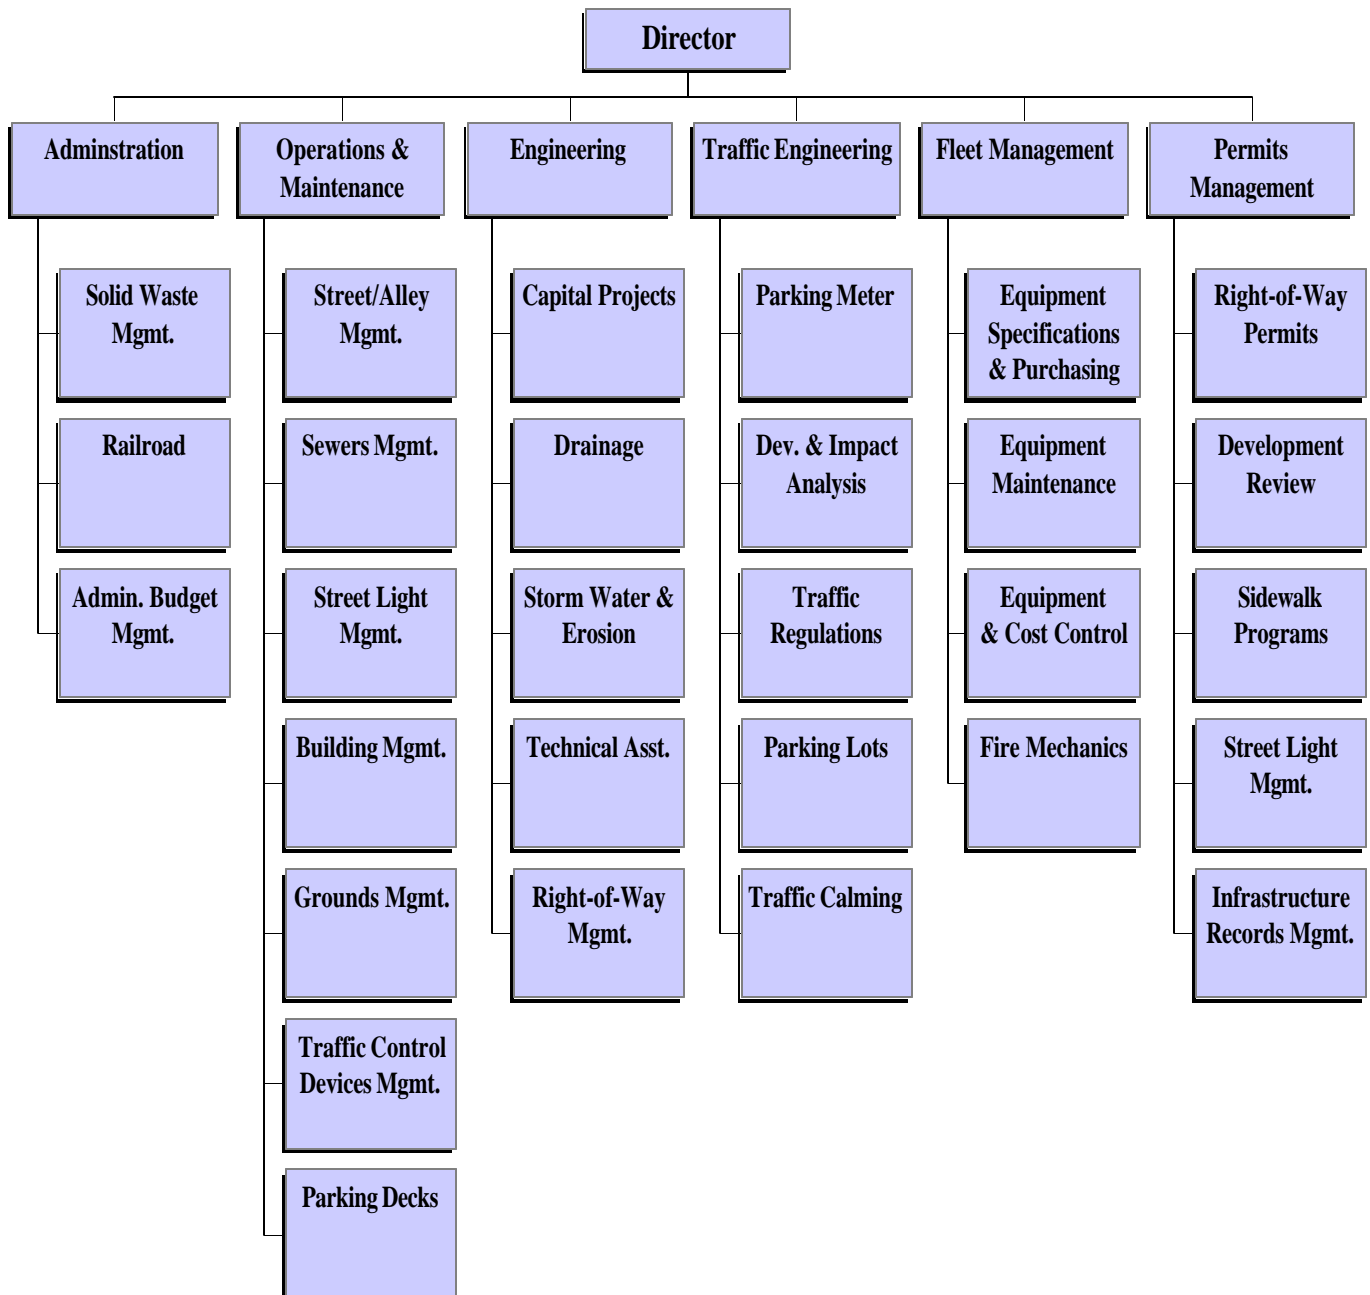 Director
Adminstration
Operations &
Maintenance
Engineering
Traffic Engineering
Fleet Management
Permits
Management
Solid Waste
Mgmt.
Railroad
Admin. Budget
Mgmt.
Street/Alley
Mgmt.
Sewers Mgmt.
Street Light
Mgmt.
Building Mgmt.
Grounds Mgmt.
Traffic Control
Devices Mgmt.
Parking Decks
Capital Projects
Drainage
Storm Water &
Erosion
Technical Asst.
Right-of-Way
Mgmt.
Parking Meter
Dev. & Impact
Analysis
Traffic
Regulations
Parking Lots
Traffic Calming
Equipment
Specifications
& Purchasing
Equipment
Maintenance
Equipment
& Cost Control
Fire Mechanics
Right-of-Way
Permits
Development
Review
Sidewalk
Programs
Street Light
Mgmt.
Infrastructure
Records Mgmt.